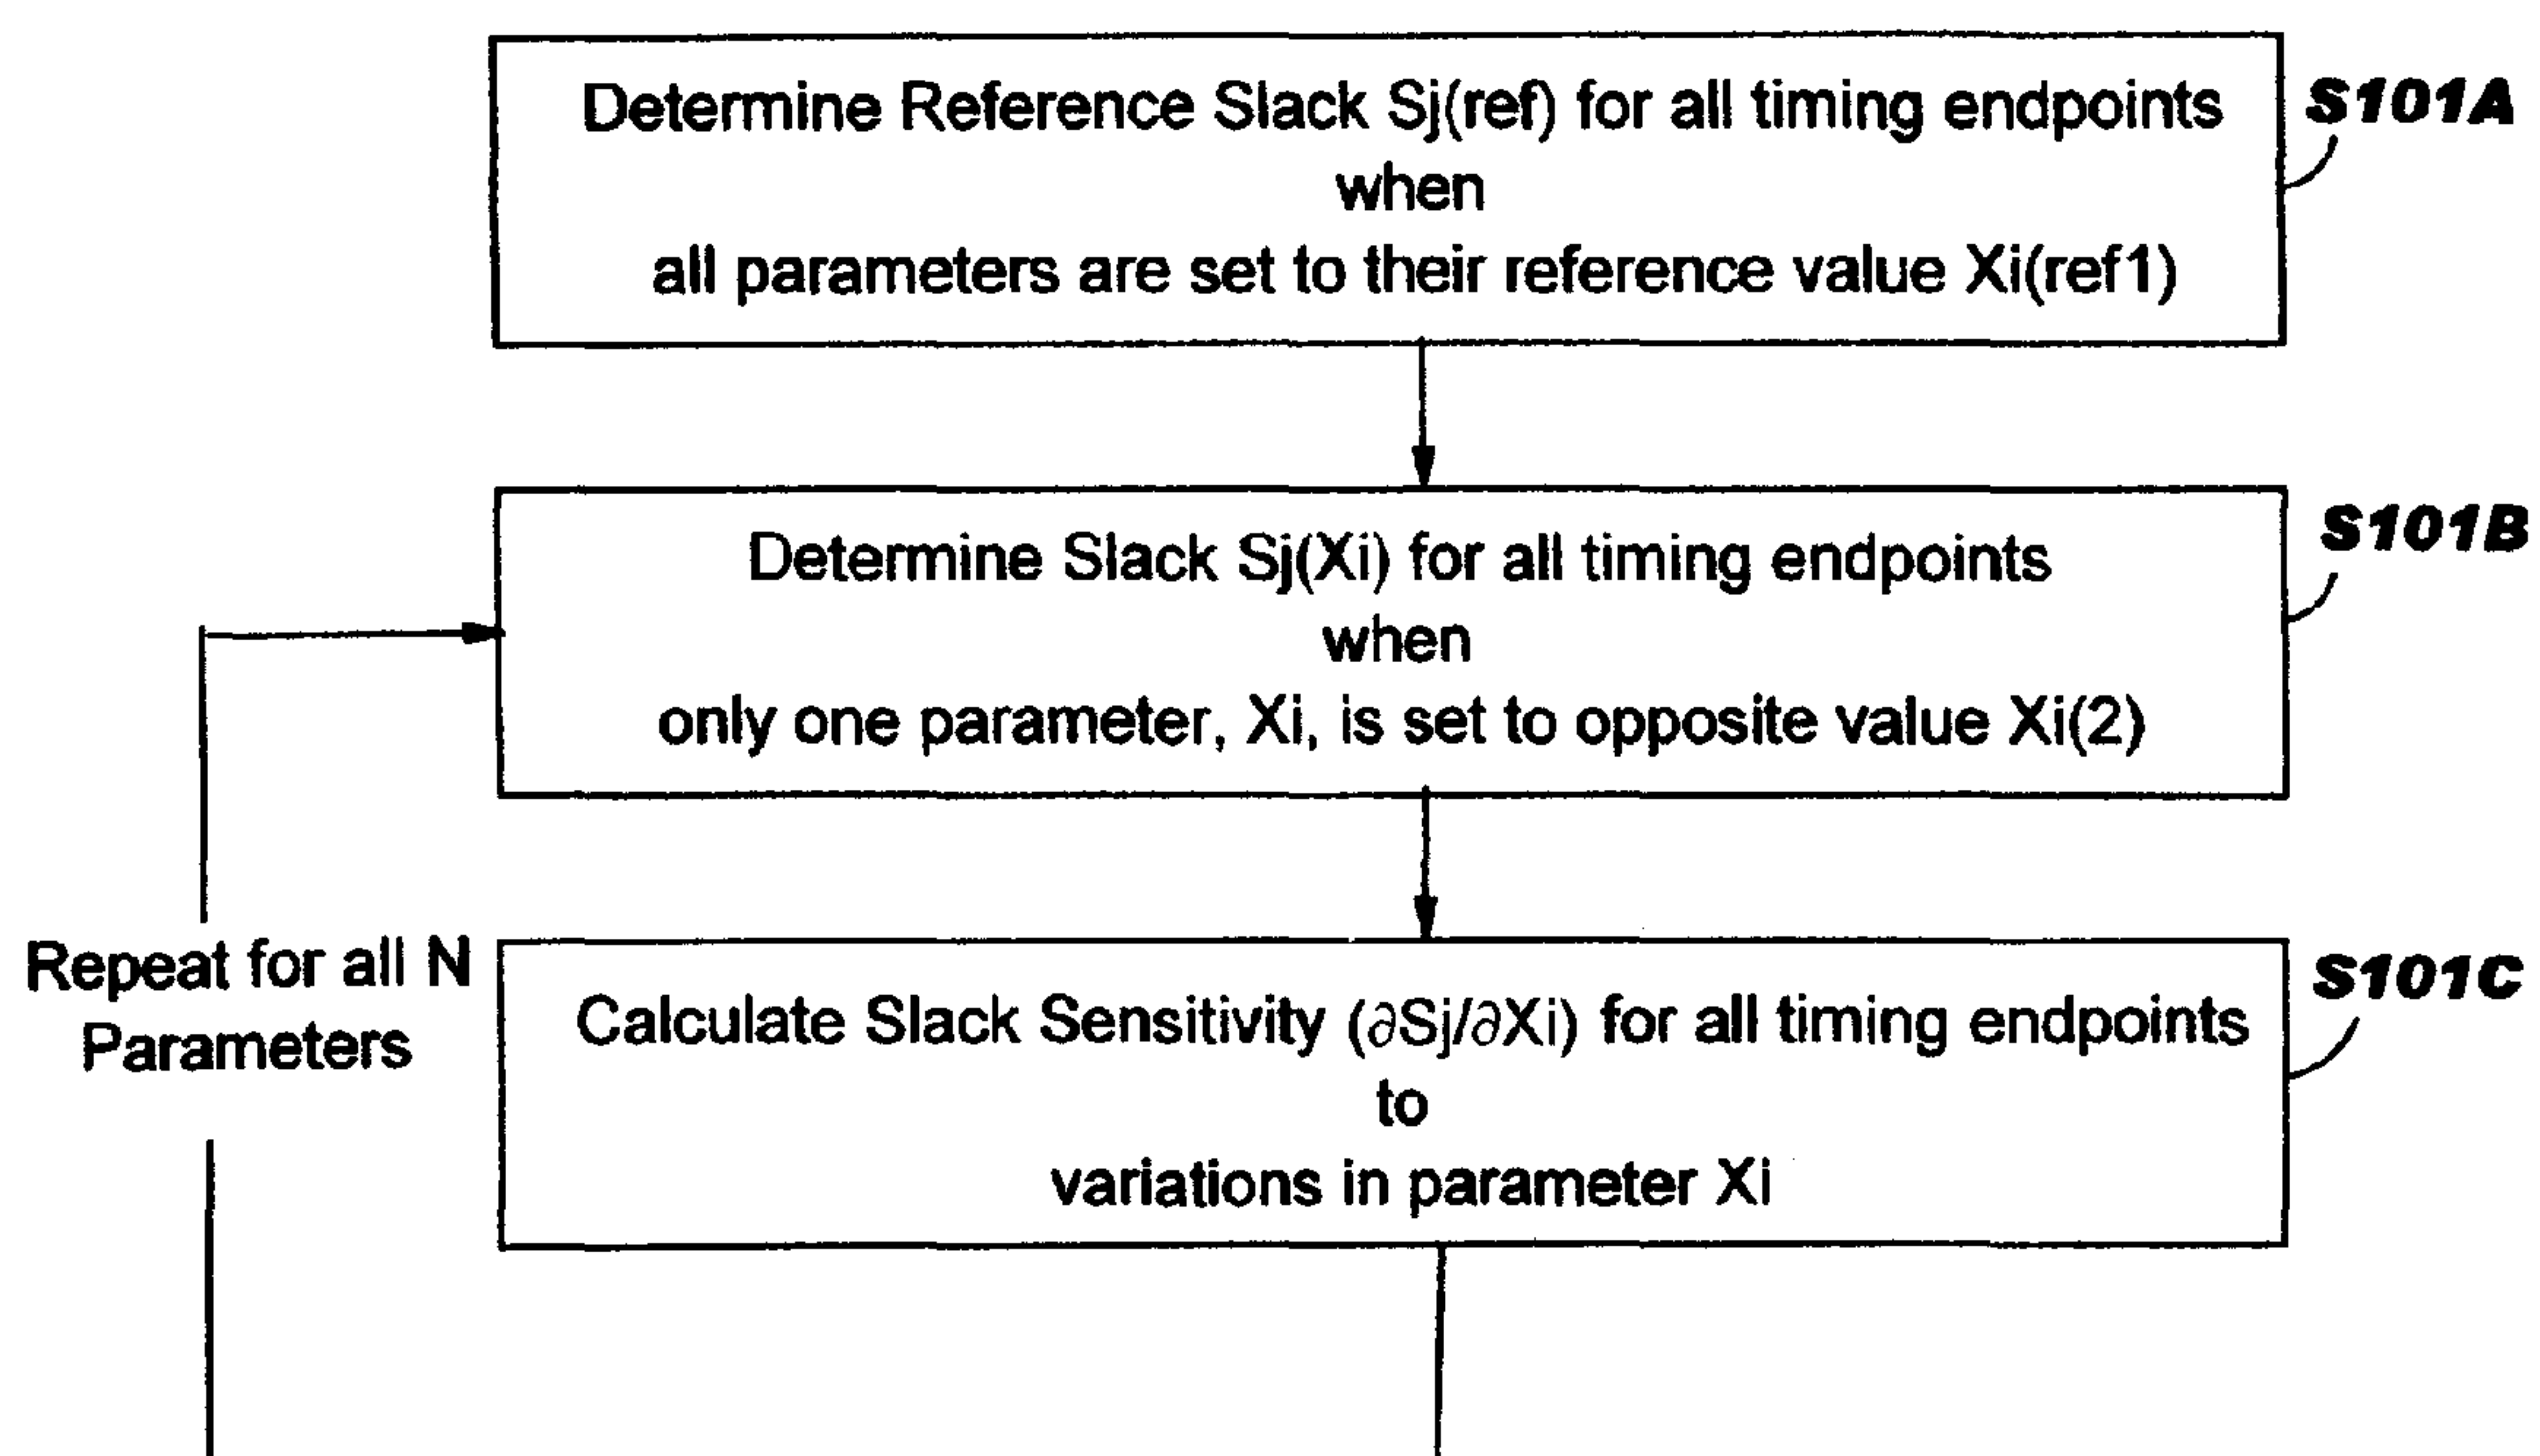 Determine Reference Slack Sj(ref) for all timing endpoints
when
all parameters are set to their reference value Xi(ref1)
S101A
Determine Slack Sj(Xi) for all timing endpoints
when
only one parameter, Xi, is set to opposite value Xi(2)
S101B
Repeat for all N
Parameters
Calculate Slack Sensitivity (∂Sj/∂Xi) for all timing endpoints
to
variations in parameter Xi
S101C